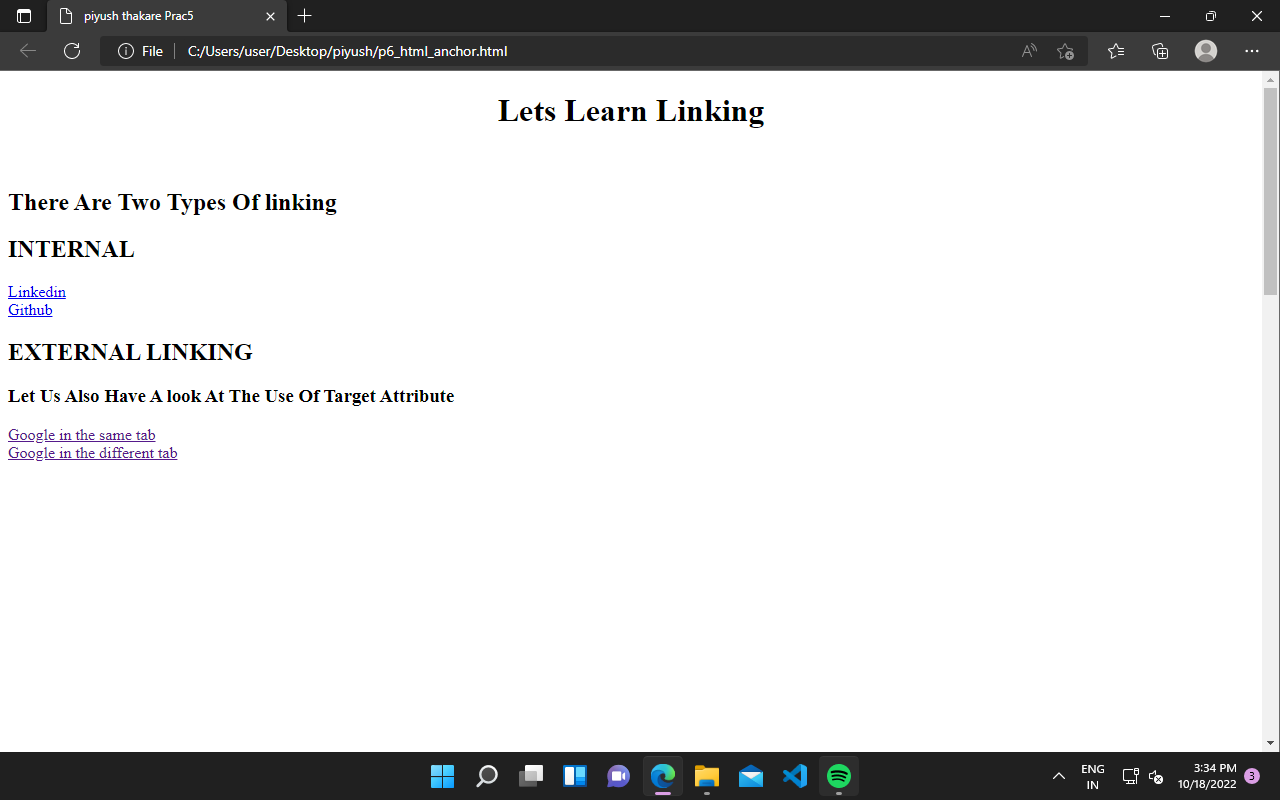 piyush thakare Prac5
File
C:/Users/user/Desktop/piyush/p6_html_anchor.html
Lets Learn Linking
There Are Two Types Of linking
INTERNAL
Linkedin
Github
EXTERNAL LINKING
Let Us Also Have A look At The Use Of Target Attribute
Google in the same tab
Google in the different tab
ENG
IN
3:34 PM
10/18/2022
3